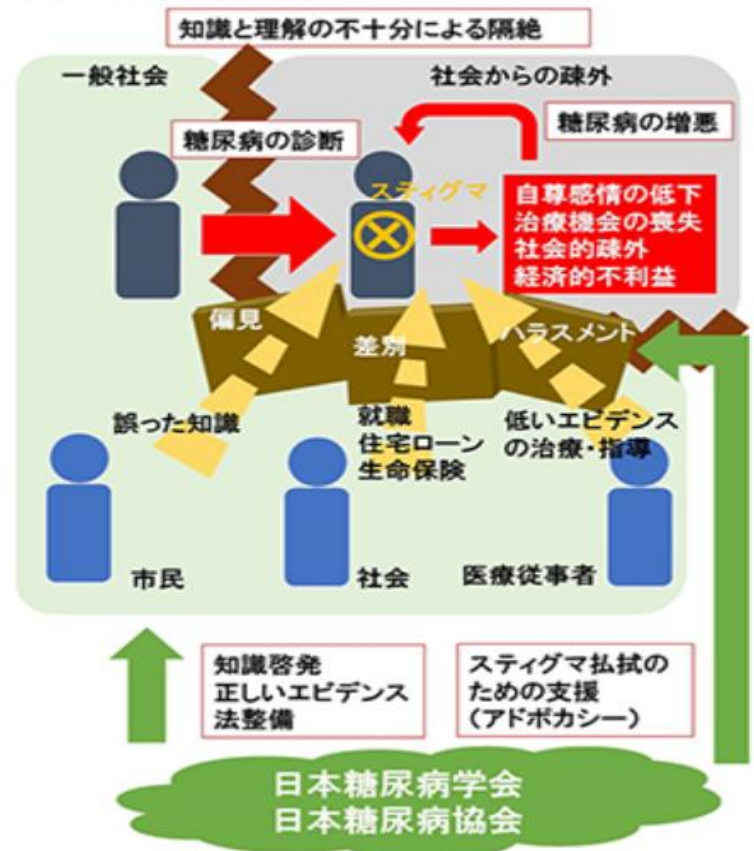 知識と理解の不十分による隔絶
一般社会
社会からの疎外
糖尿病の診断
糖尿病の増悪
スティグマ
自尊感情の低下
治療機会の喪失
社会的疎外
経済的不利益
偏見
差別
ハラスメント
誤った知識
就職
住宅ローン
生命保険
低いエビデンス
の治療・指導
市民
社会
医療従事者
知識啓発
正しいエビデンス
法整備
スティグマ払拭の
ための支援
（アドボカシー）
日本糖尿病学会
日本糖尿病協会